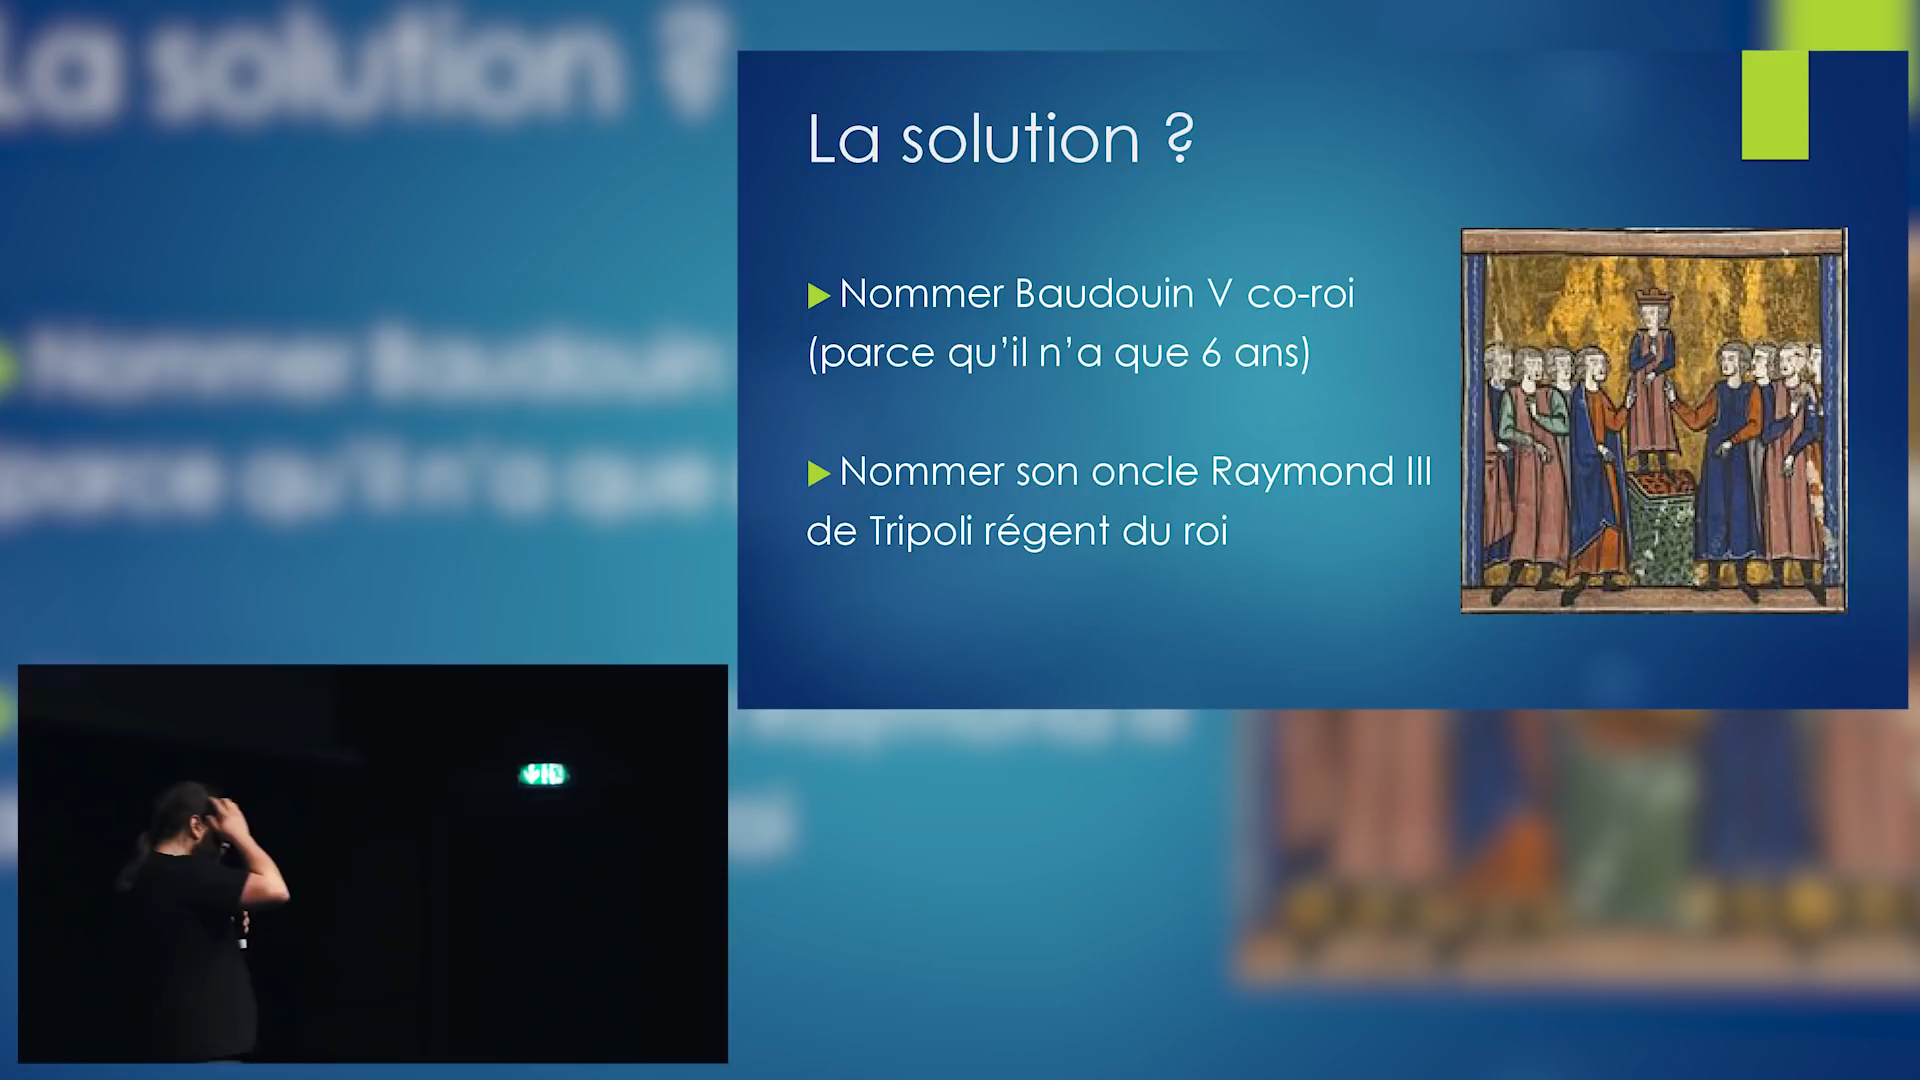 La solution ?
Nommer Baudouin V co-roi
(parce qu'il n'a que 6 ans)
Nommer son oncle Raymond III
de Tripoli régent du roi